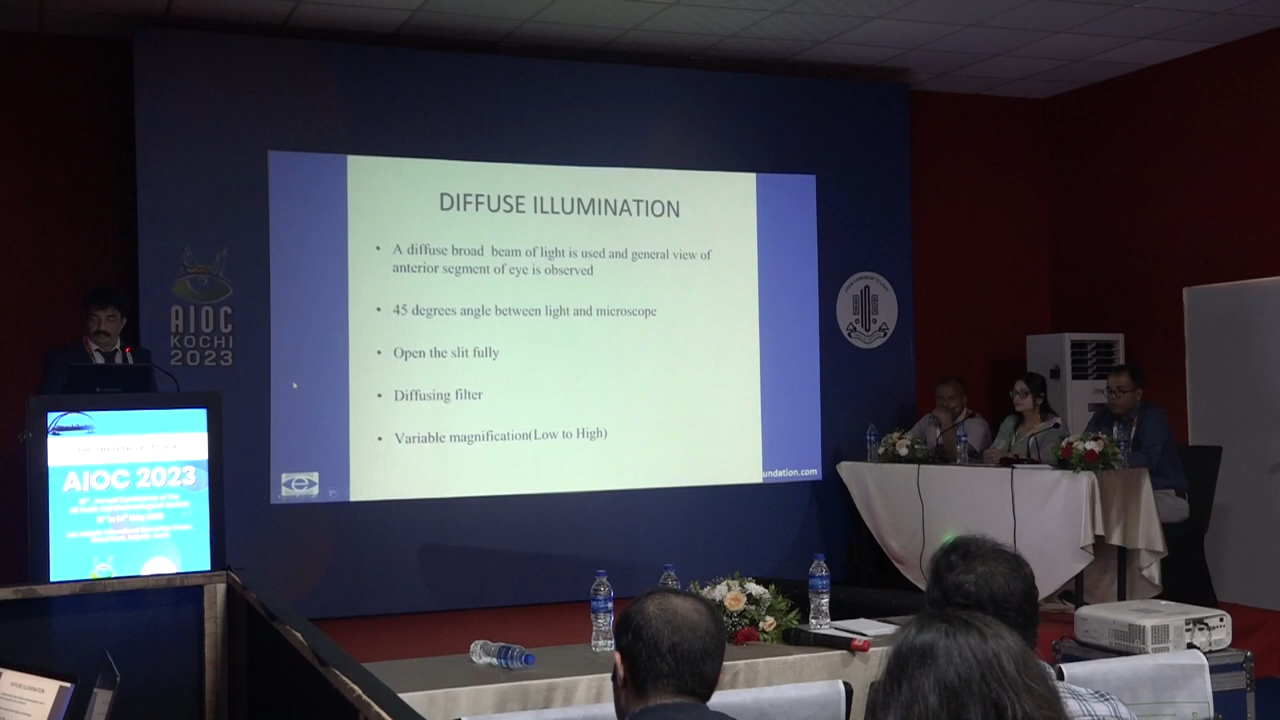 DIFFUSE ILLUMINATION
• A diffuse broad beam of light is used and general view of
anterior segment of eye is observed
• 45 degrees angle between light and microscope
• Open the slit fully
• Diffusing filter
• Variable magnification(Low to High)
undation.com
AIOC
KOCHI
2023
AIOC 2023
DIFFUSE ILLUMINATION